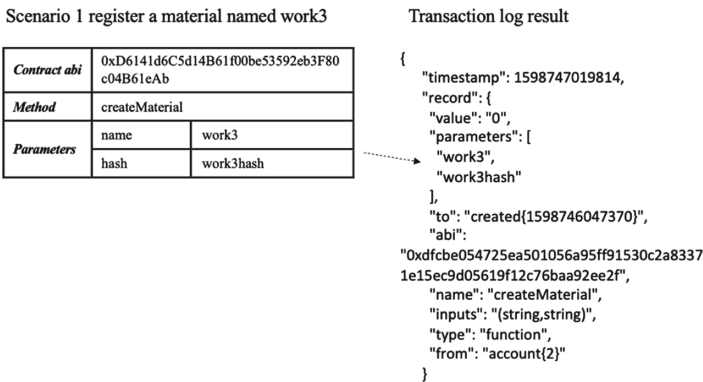 Scenario 1 register a material named work3
Contract abi
0xD6141d6C5d14B61f00be53592eb3F80
c04B61eAb
Method
createMaterial
Parameters
name
work3
hash
work3hash
Transaction log result
{
"timestamp": 1598747019814,
"record": {
"value": "0",
"parameters": [
"work3",
"work3hash"
],
"to": "created{1598746047370}",
"abi":
"0xdfcbe054725ea501056a95ff91530c2a8337
1e15ec9d05619f12c76baa92ee2f",
"name": "createMaterial",
"inputs": "(string,string)",
"type": "function",
"from": "account{2}"
}